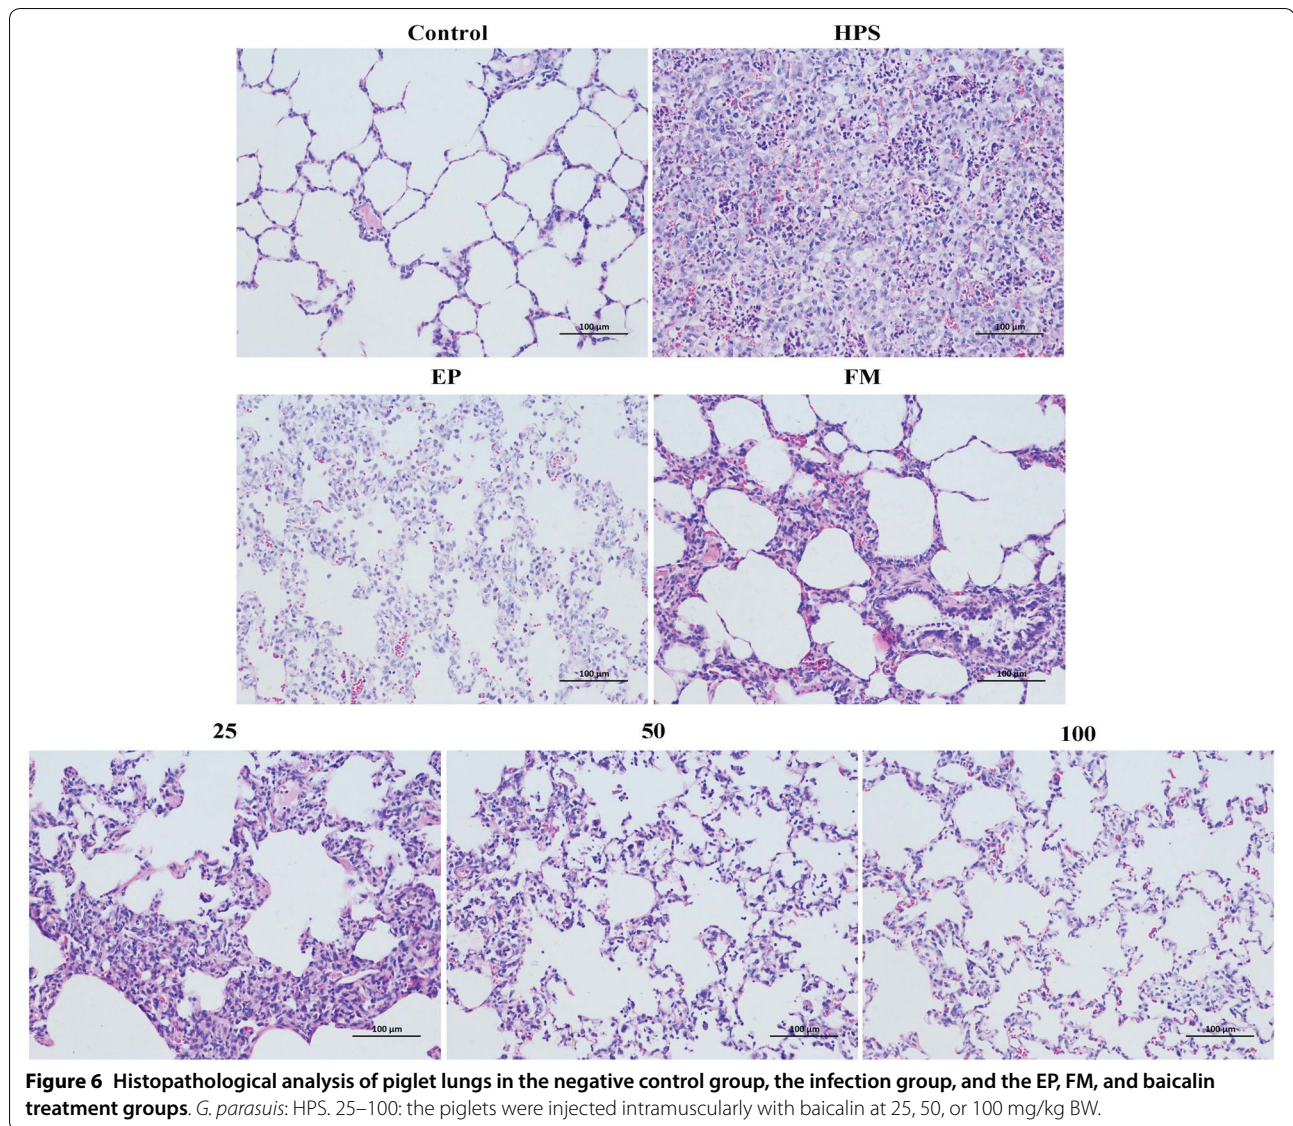 Control HPS
100 µm 100 µm
EP FM
100 µm 100 µm
25 50 100
100 µm 100 µm 100 µm
Figure 6 Histopathological analysis of piglet lungs in the negative control group, the infection group, and the EP, FM, and baicalin
treatment groups. G. parasuis: HPS. 25–100: the piglets were injected intramuscularly with baicalin at 25, 50, or 100 mg/kg BW.